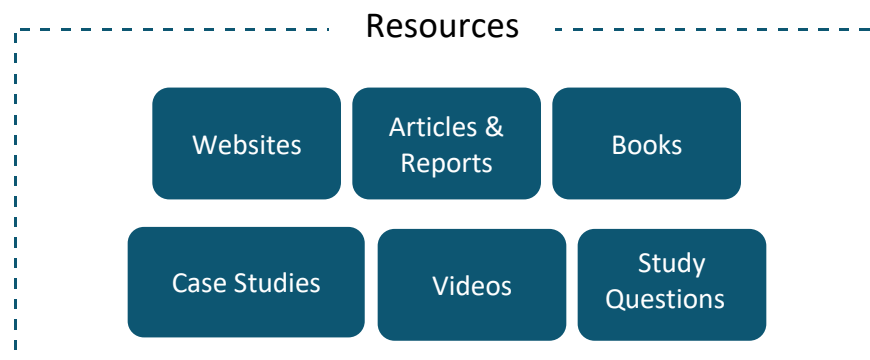 Resources
Websites
Articles &
Reports
Books
Case Studies
Videos
Study
Questions